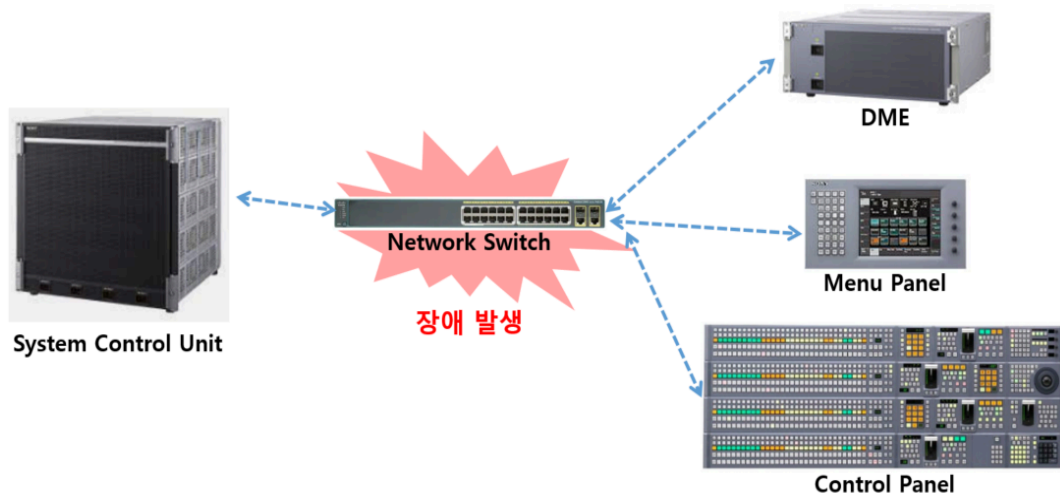 DME
Network Switch
Menu Panel
장애 발생
System Control Unit
Control Panel